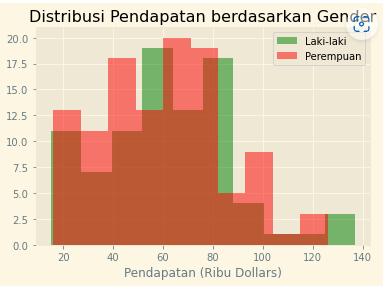 Distribusi Pendapatan berdasarkan Gender
Laki-laki
Perempuan
20.0
17.5
15.0
12.5
10.0
7.5
5.0
2.5
0.0
20 40 60 80 100 120 140
Pendapatan (Ribu Dollars)